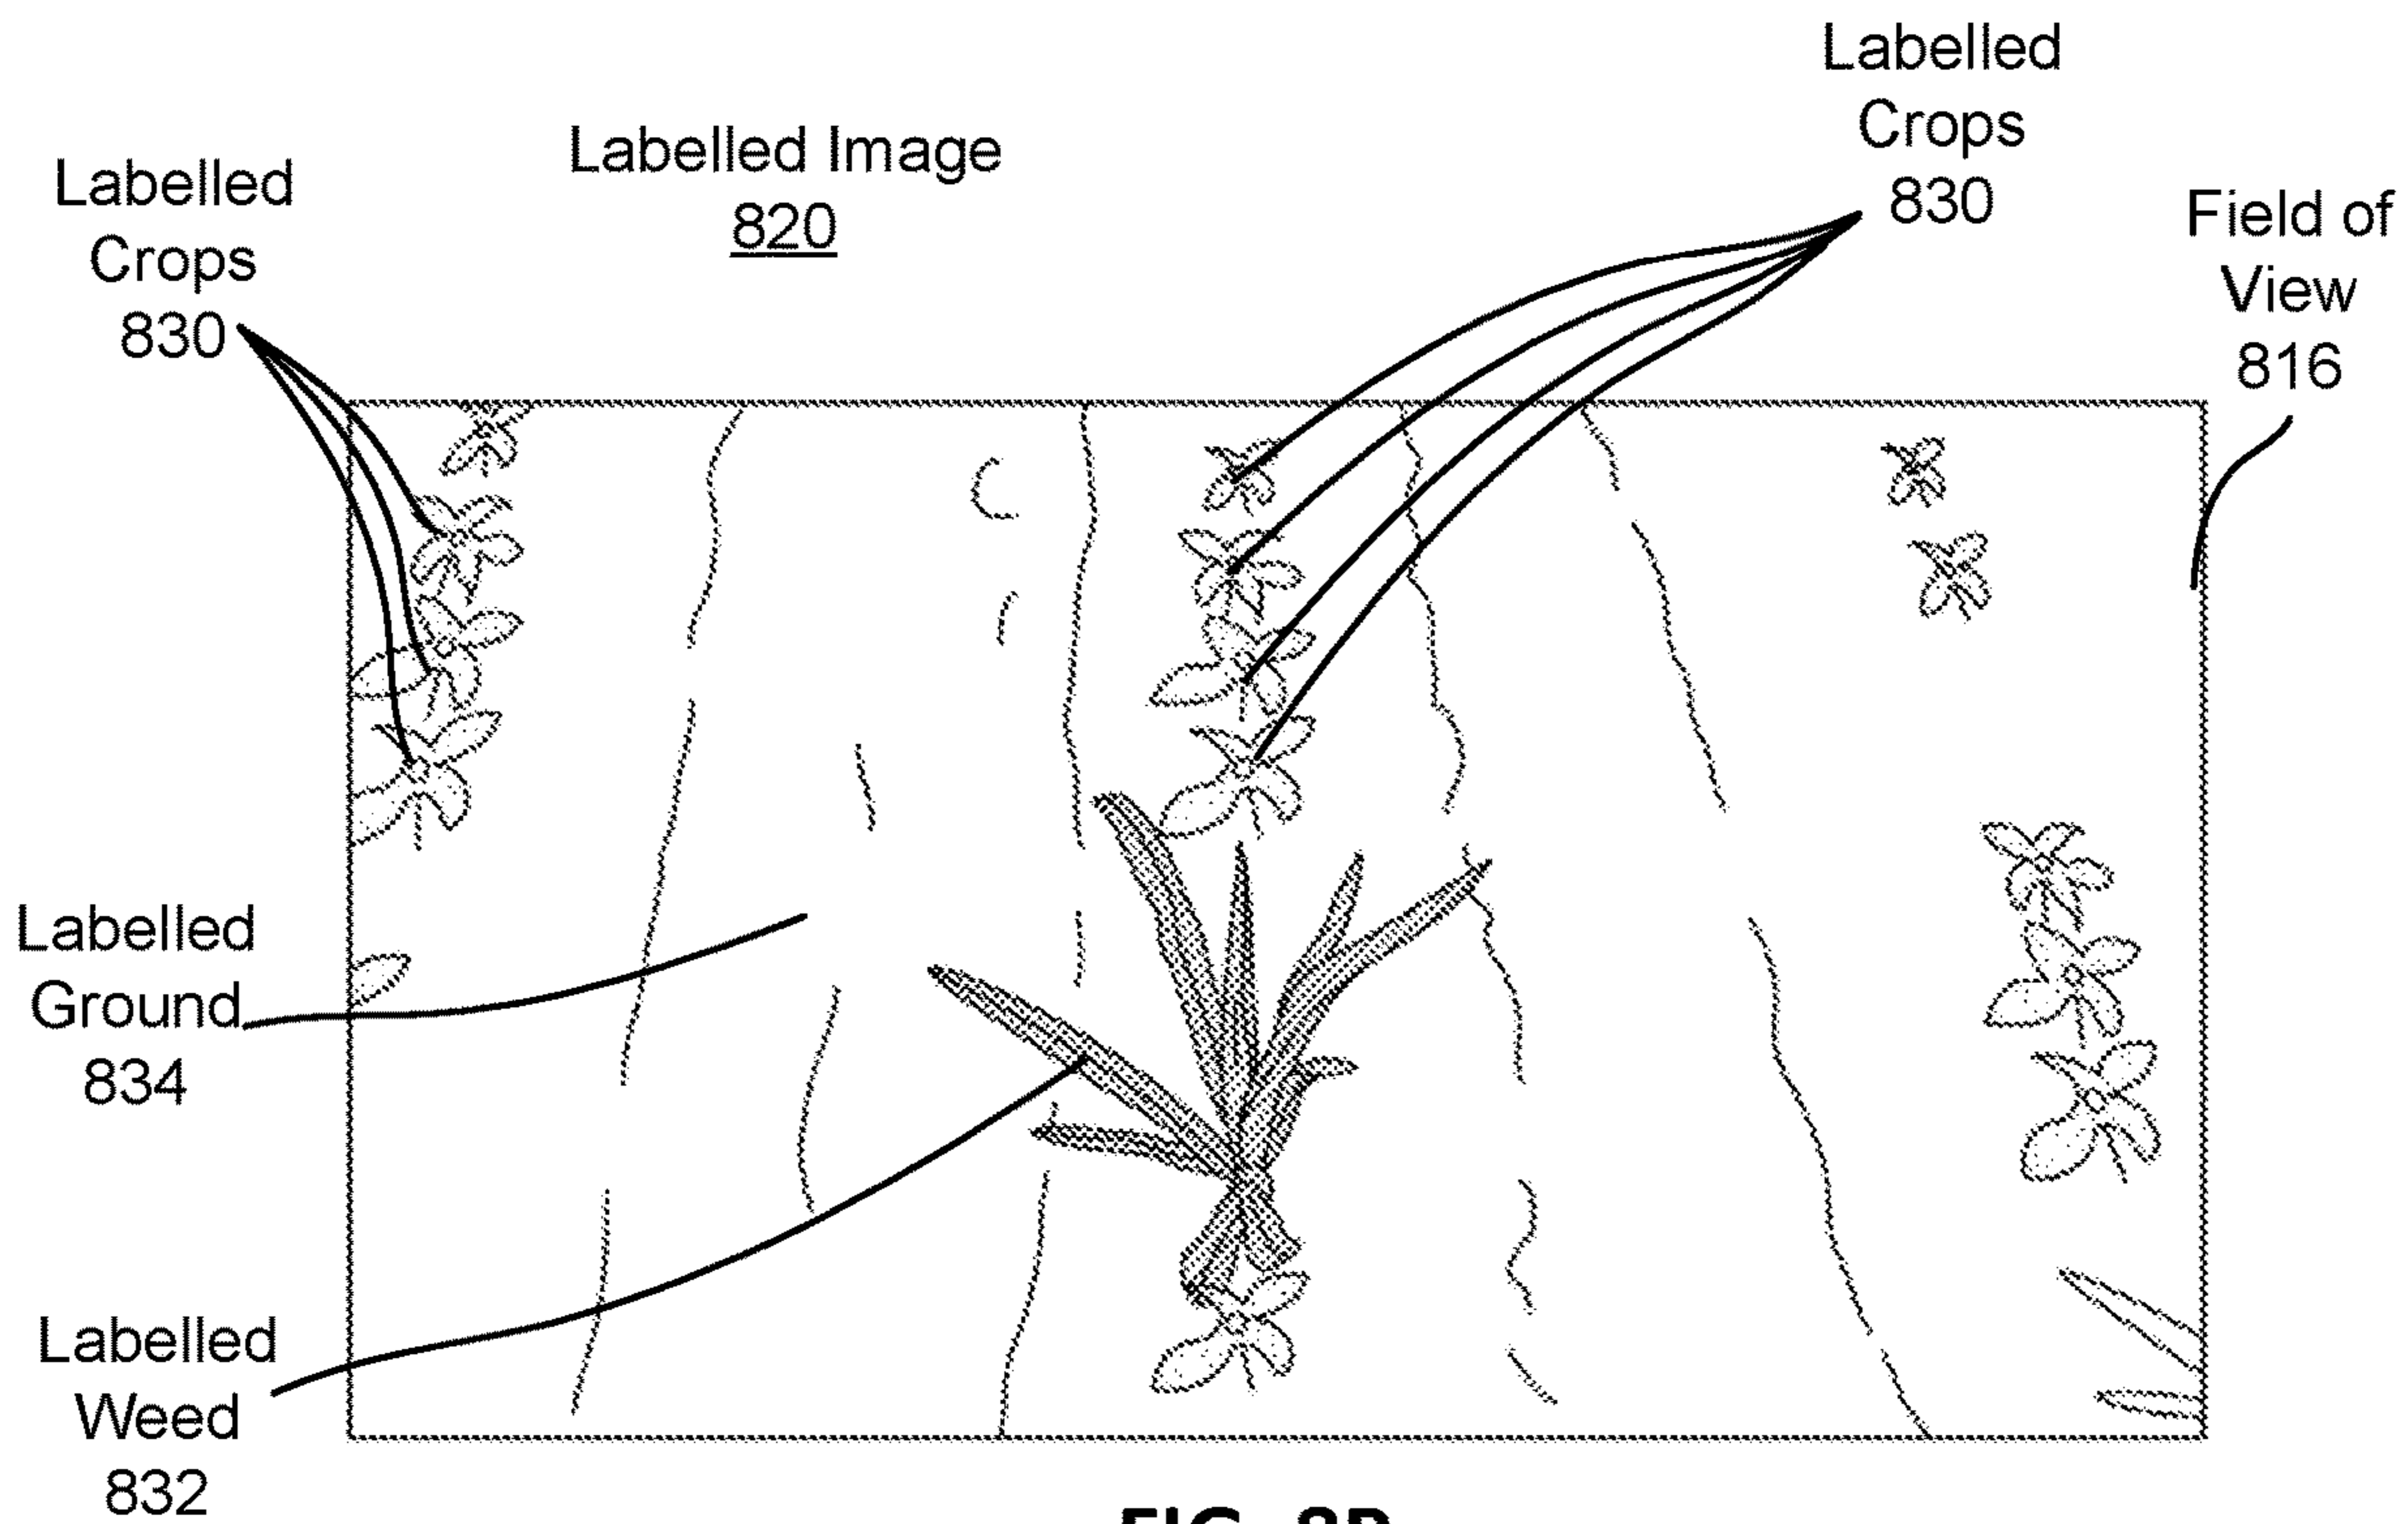 Labelled
Crops
830
Labelled Image
820
Labelled
Crops
830
Field of
View
816
Labelled
Ground
834
Labelled
Weed
832